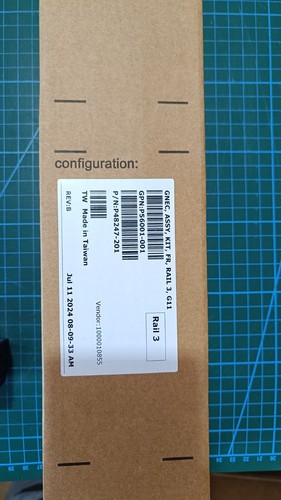 configuration:
GNEC, ASSY, KIT, FR, RAIL 3, G11
GPN:P56001-001
P/N:P48247-201
TW Made in Taiwan
REV:B
Rail 3
Vendor:1000010855
Jul 11 2024 08-09-33 AM